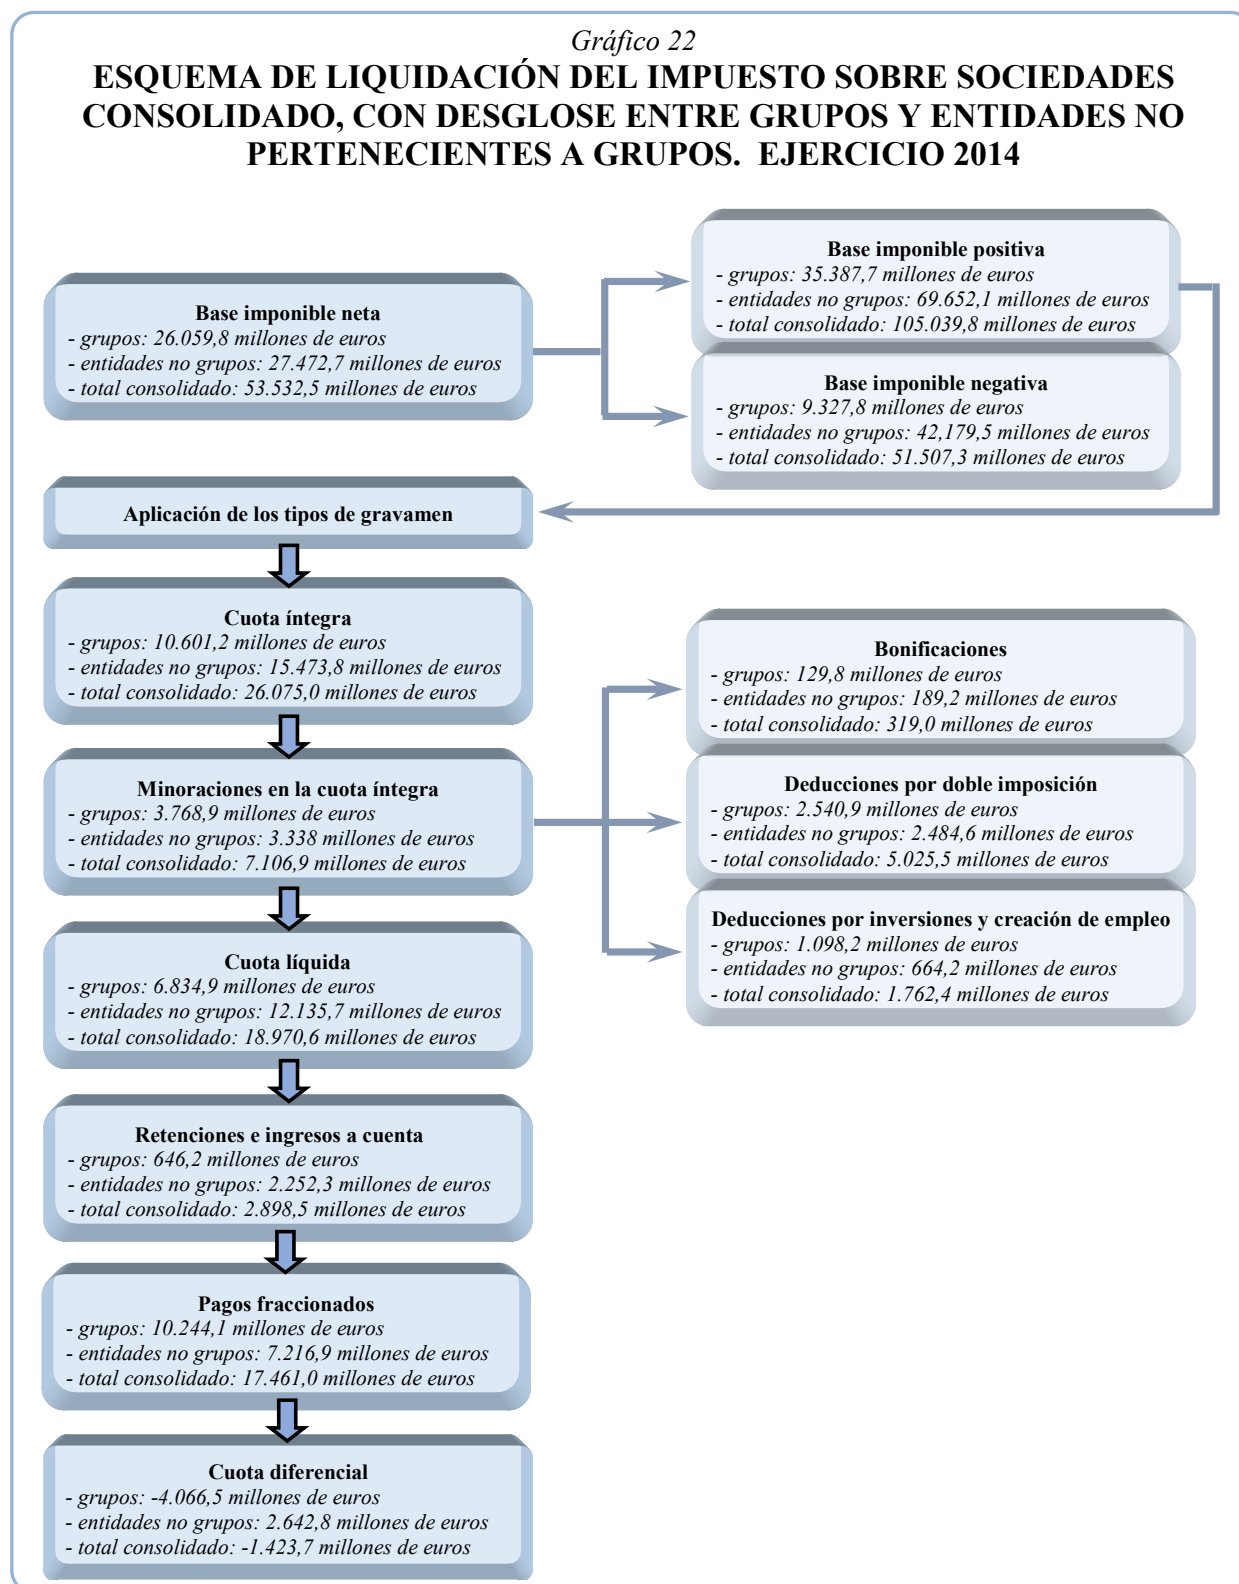 Gráfico 22
ESQUEMA DE LIQUIDACIÓN DEL IMPUESTO SOBRE SOCIEDADES
CONSOLIDADO, CON DESGLOSE ENTRE GRUPOS Y ENTIDADES NO
PERTENECIENTES A GRUPOS. EJERCICIO 2014
Base imponible neta
- grupos: 26.059,8 millones de euros
- entidades no grupos: 27.472,7 millones de euros
- total consolidado: 53.532,5 millones de euros
Base imponible positiva
- grupos: 35.387,7 millones de euros
- entidades no grupos: 69.652,1 millones de euros
- total consolidado: 105.039,8 millones de euros
Base imponible negativa
- grupos: 9.327,8 millones de euros
- entidades no grupos: 42,179,5 millones de euros
- total consolidado: 51.507,3 millones de euros
Aplicación de los tipos de gravamen
Cuota íntegra
- grupos: 10.601,2 millones de euros
- entidades no grupos: 15.473,8 millones de euros
- total consolidado: 26.075,0 millones de euros
Minoraciones en la cuota íntegra
- grupos: 3.768,9 millones de euros
- entidades no grupos: 3.338 millones de euros
- total consolidado: 7.106,9 millones de euros
Bonificaciones
- grupos: 129,8 millones de euros
- entidades no grupos: 189,2 millones de euros
- total consolidado: 319,0 millones de euros
Deducciones por doble imposición
- grupos: 2.540,9 millones de euros
- entidades no grupos: 2.484,6 millones de euros
- total consolidado: 5.025,5 millones de euros
Deducciones por inversiones y creación de empleo
- grupos: 1.098,2 millones de euros
- entidades no grupos: 664,2 millones de euros
- total consolidado: 1.762,4 millones de euros
Cuota líquida
- grupos: 6.834,9 millones de euros
- entidades no grupos: 12.135,7 millones de euros
- total consolidado: 18.970,6 millones de euros
Retenciones e ingresos a cuenta
- grupos: 646,2 millones de euros
- entidades no grupos: 2.252,3 millones de euros
- total consolidado: 2.898,5 millones de euros
Pagos fraccionados
- grupos: 10.244,1 millones de euros
- entidades no grupos: 7.216,9 millones de euros
- total consolidado: 17.461,0 millones de euros
Cuota diferencial
- grupos: -4.066,5 millones de euros
- entidades no grupos: 2.642,8 millones de euros
- total consolidado: -1.423,7 millones de euros